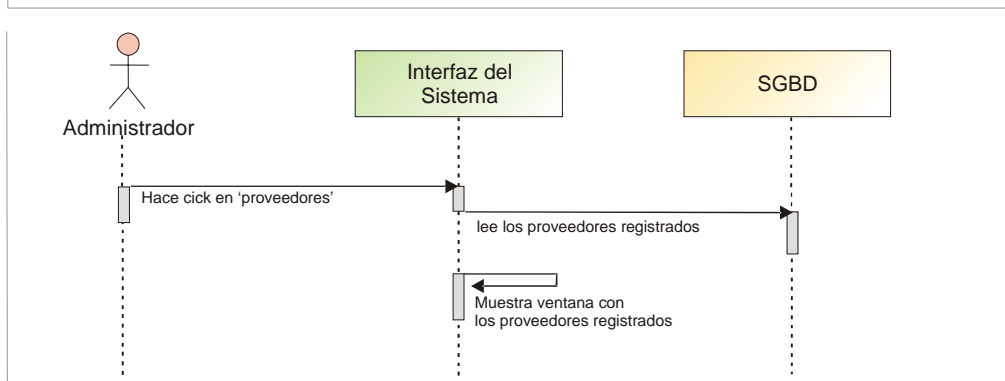 Interfaz del
Sistema
SGBD
Administrador
Hace cick en ‘proveedores’
lee los proveedores registrados
Muestra ventana con
los proveedores registrados